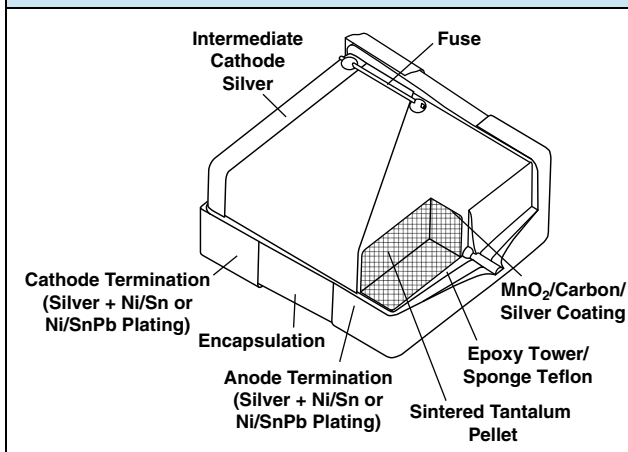 Intermediate
Cathode
Silver
Fuse
Cathode Termination
(Silver + Ni/Sn or
Ni/SnPb Plating)
Encapsulation
Anode Termination
(Silver + Ni/Sn or
Ni/SnPb Plating)
MnO₂/Carbon/
Silver Coating
Epoxy Tower/
Sponge Teflon
Sintered Tantalum
Pellet